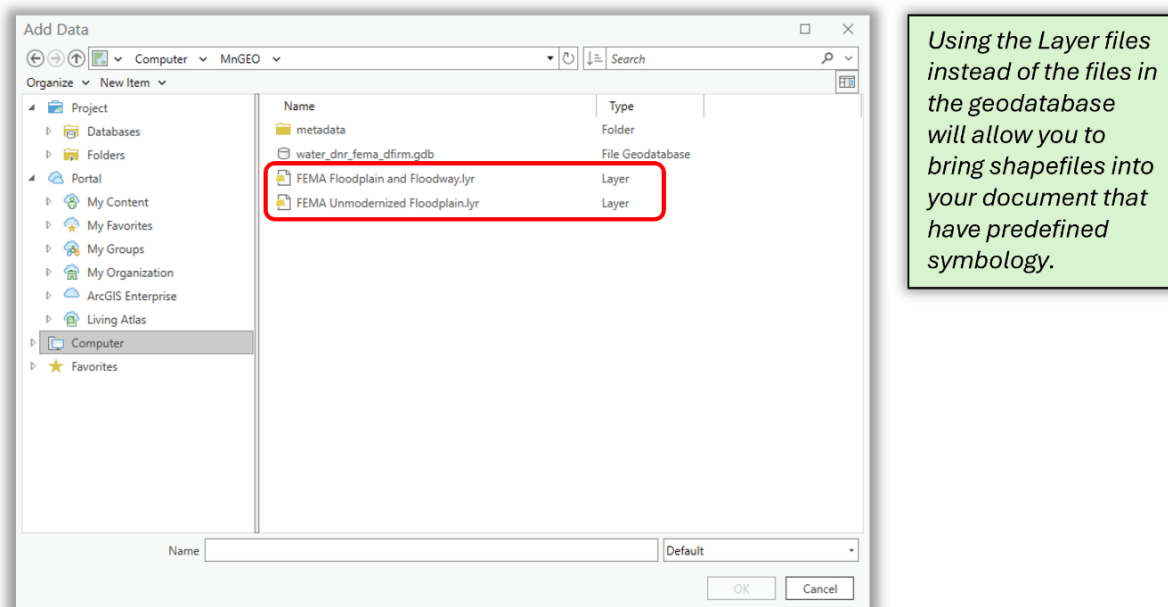 Add Data
Computer MnGEO Search
Organize New Item
Project
Databases
Folders
Portal
My Content
My Favorites
My Groups
My Organization
ArcGIS Enterprise
Living Atlas
Computer
Favorites
Name Type
metadata Folder
water_dnr_fema_dfirm.gdb File Geodatabase
FEMA Floodplain and Floodway.lyr Layer
FEMA Unmodernized Floodplain.lyr Layer
Name Default
OK Cancel
Using the Layer files
instead of the files in
the geodatabase
will allow you to
bring shapefiles into
your document that
have predefined
symbology.